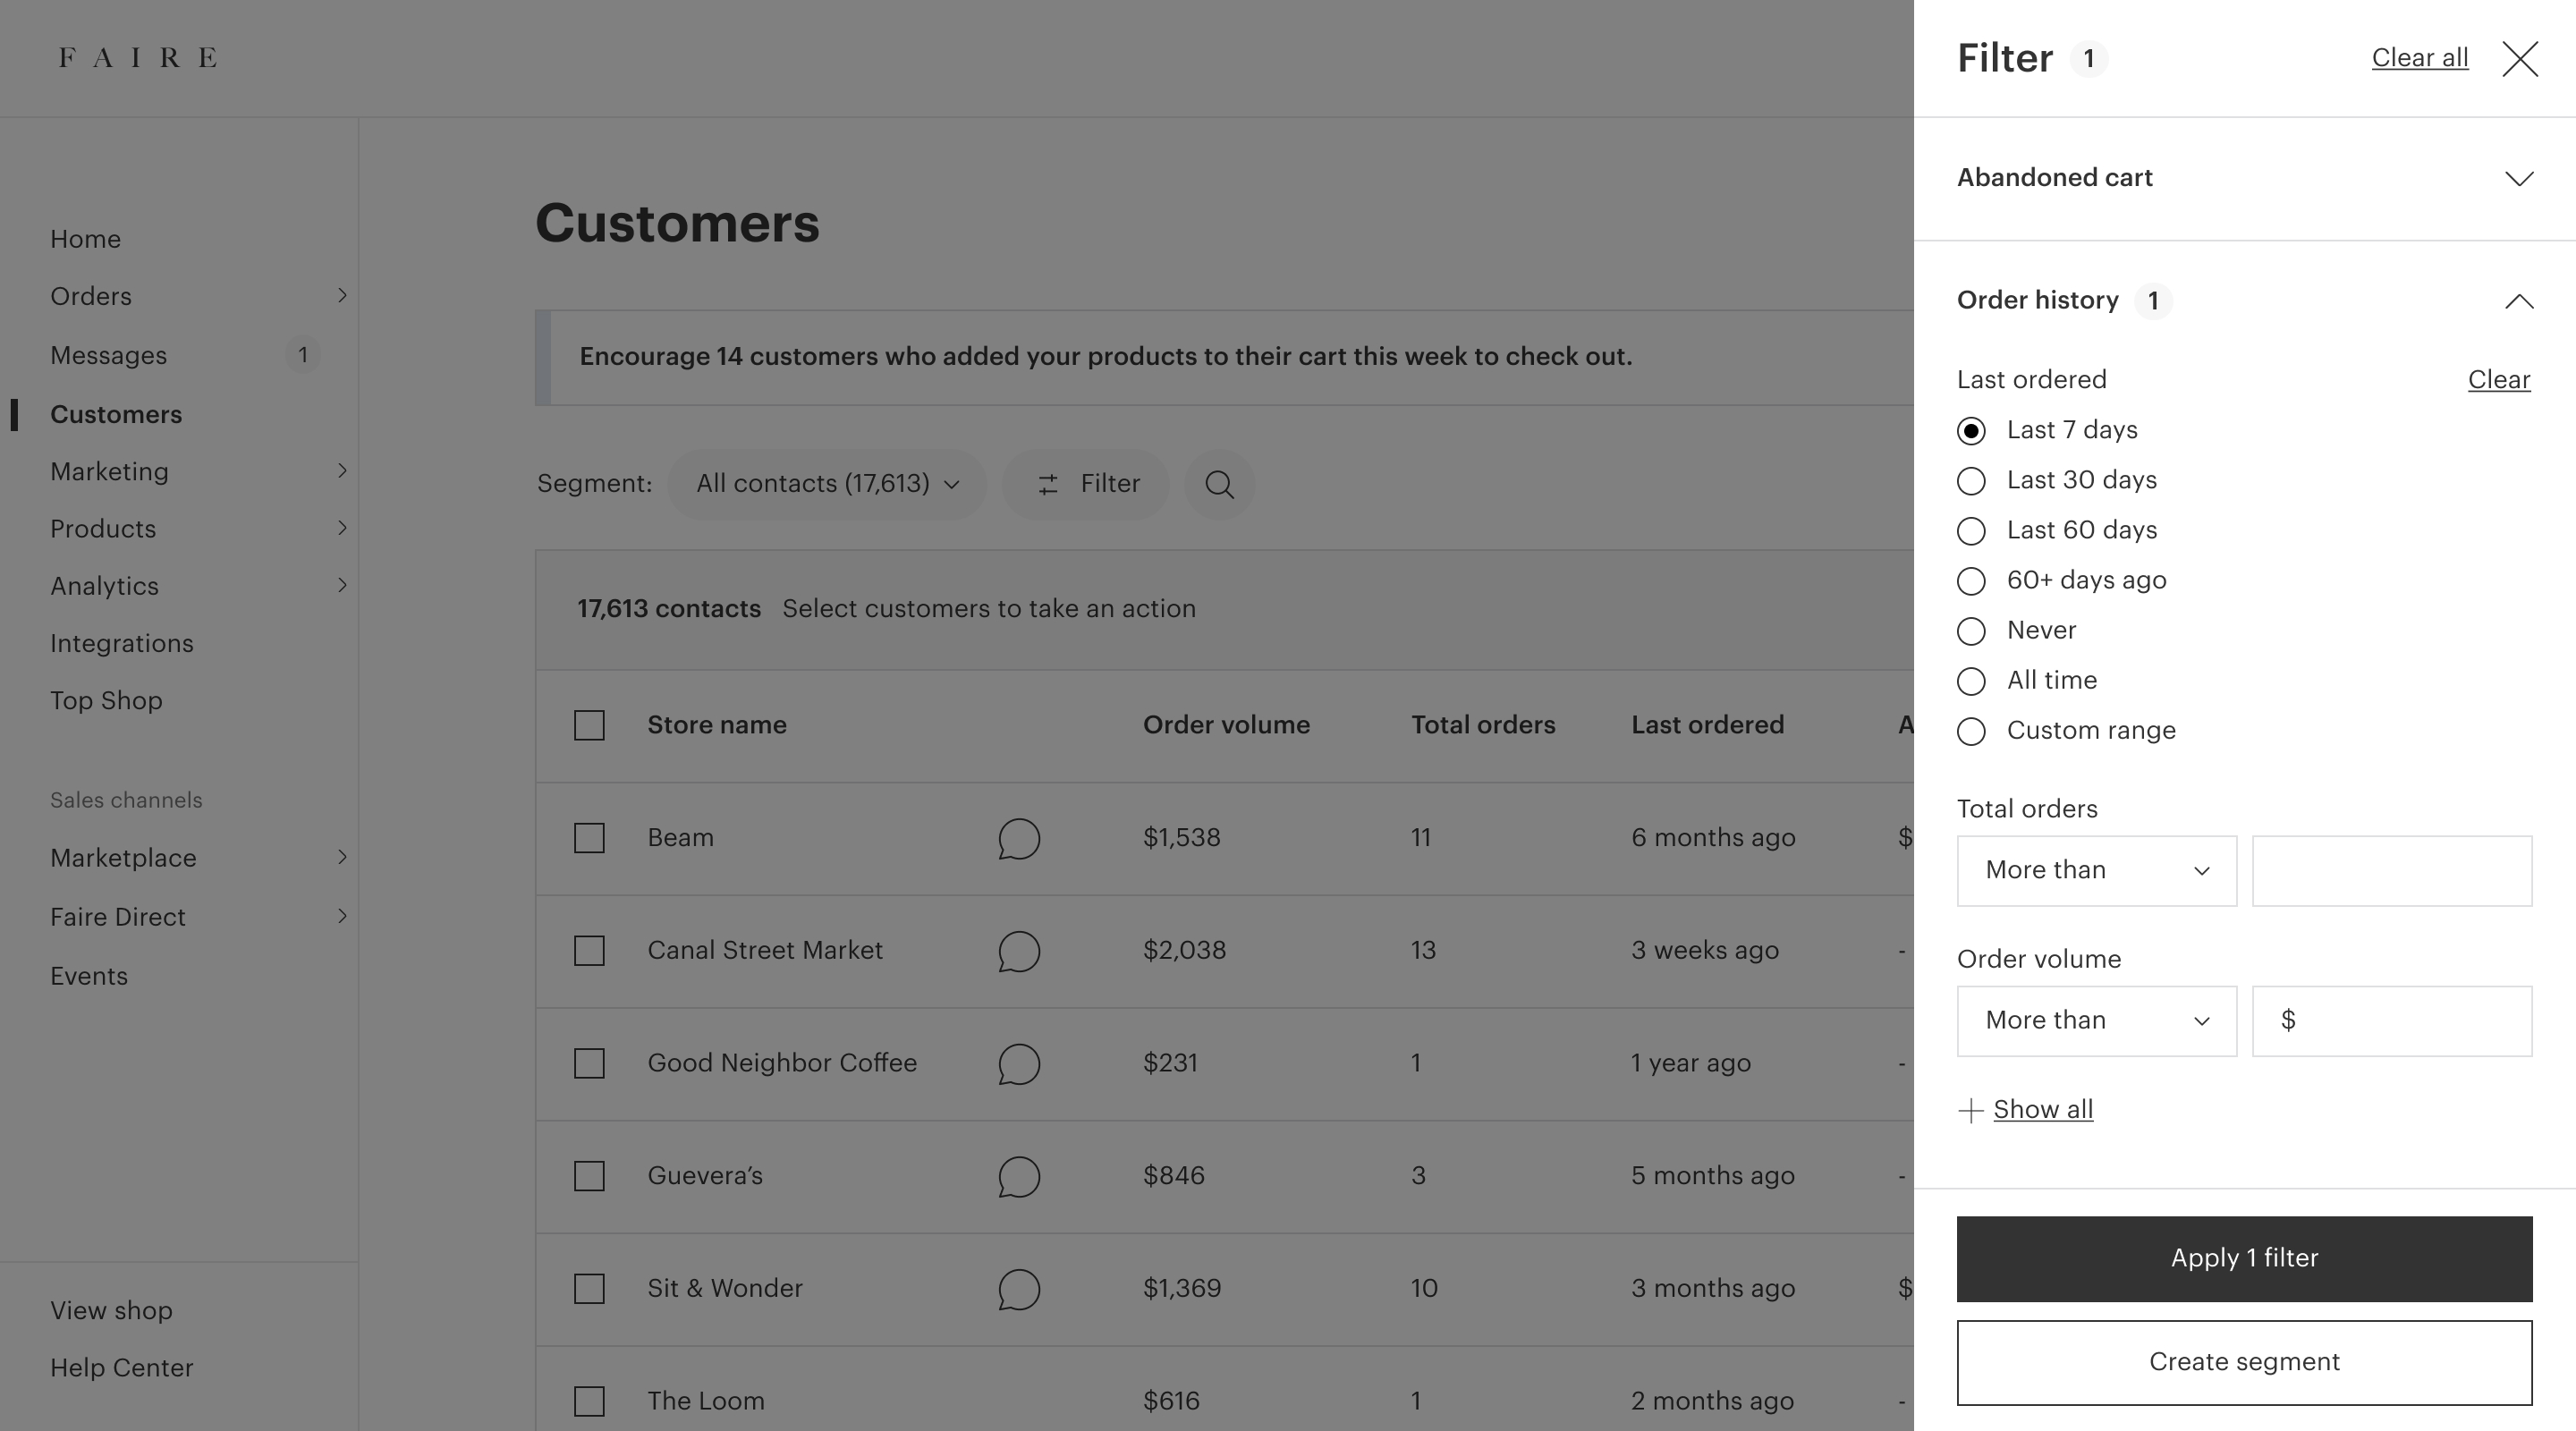 FAIRE
Home
Orders
Messages 1
Customers
Marketing
Products
Analytics
Integrations
Top Shop
Sales channels
Marketplace
Faire Direct
Events
View shop
Help Center
Customers
Encourage 14 customers who added your products to their cart this week to check out.
Segment: All contacts (17,613) Filter
17,613 contacts Select customers to take an action
Store name Order volume Total orders Last ordered A
Beam $1,538 11 6 months ago $
Canal Street Market $2,038 13 3 weeks ago -
Good Neighbor Coffee $231 1 1 year ago -
Guevera’s $846 3 5 months ago -
Sit & Wonder $1,369 10 3 months ago $
The Loom $616 1 2 months ago -
Filter 1 Clear all
Abandoned cart
Order history 1
Last ordered Clear
Last 7 days
Last 30 days
Last 60 days
60+ days ago
Never
All time
Custom range
Total orders
More than
Order volume
More than $
Show all
Apply 1 filter
Create segment